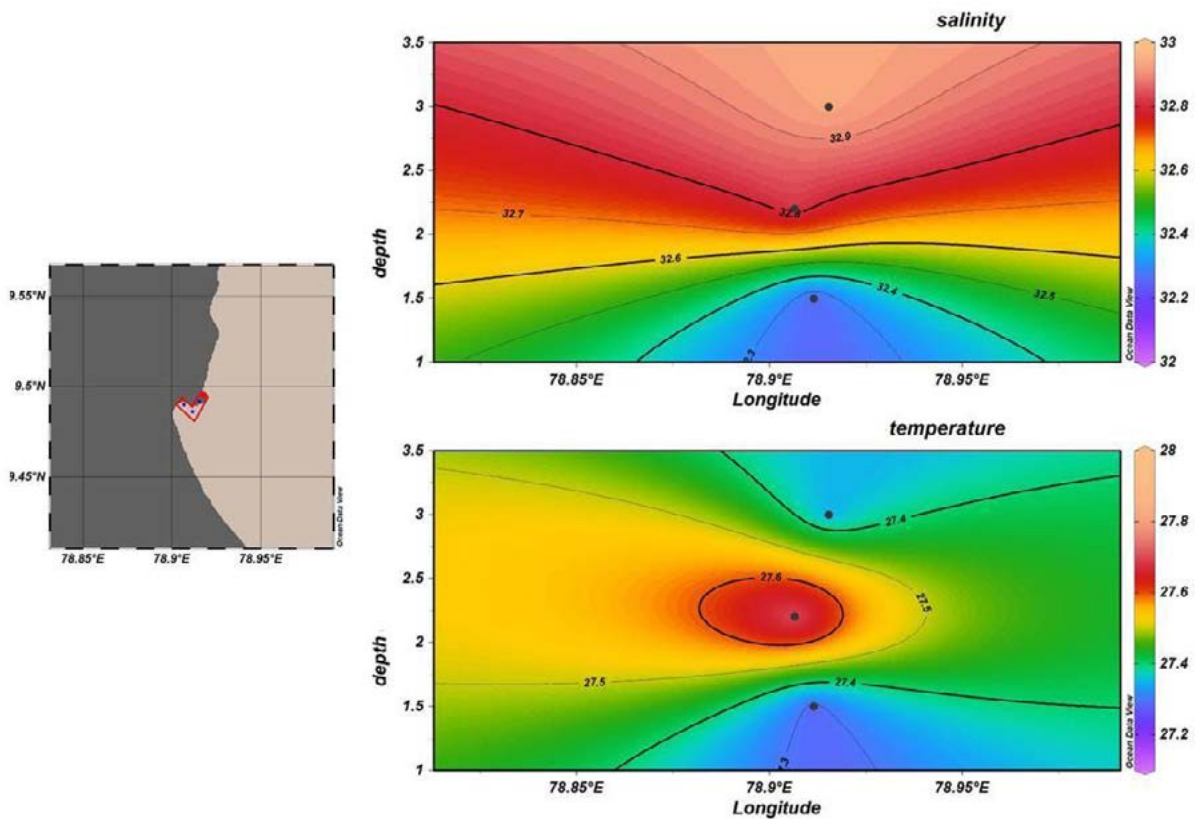 9.55°N
9.5°N
9.45°N
78.85°E 78.9°E 78.95°E
Ocean Data View
salinity
3.5
3
2.5
2
1.5
1
depth
32.9
32.8
32.7
32.6
32.5
32.4
78.85°E 78.9°E 78.95°E
Longitude
Ocean Data View
33
32.8
32.6
32.4
32.2
32
temperature
3.5
3
2.5
2
1.5
1
depth
27.4
27.6
27.5
27.5
27.4
78.85°E 78.9°E 78.95°E
Longitude
Ocean Data View
28
27.8
27.6
27.4
27.2